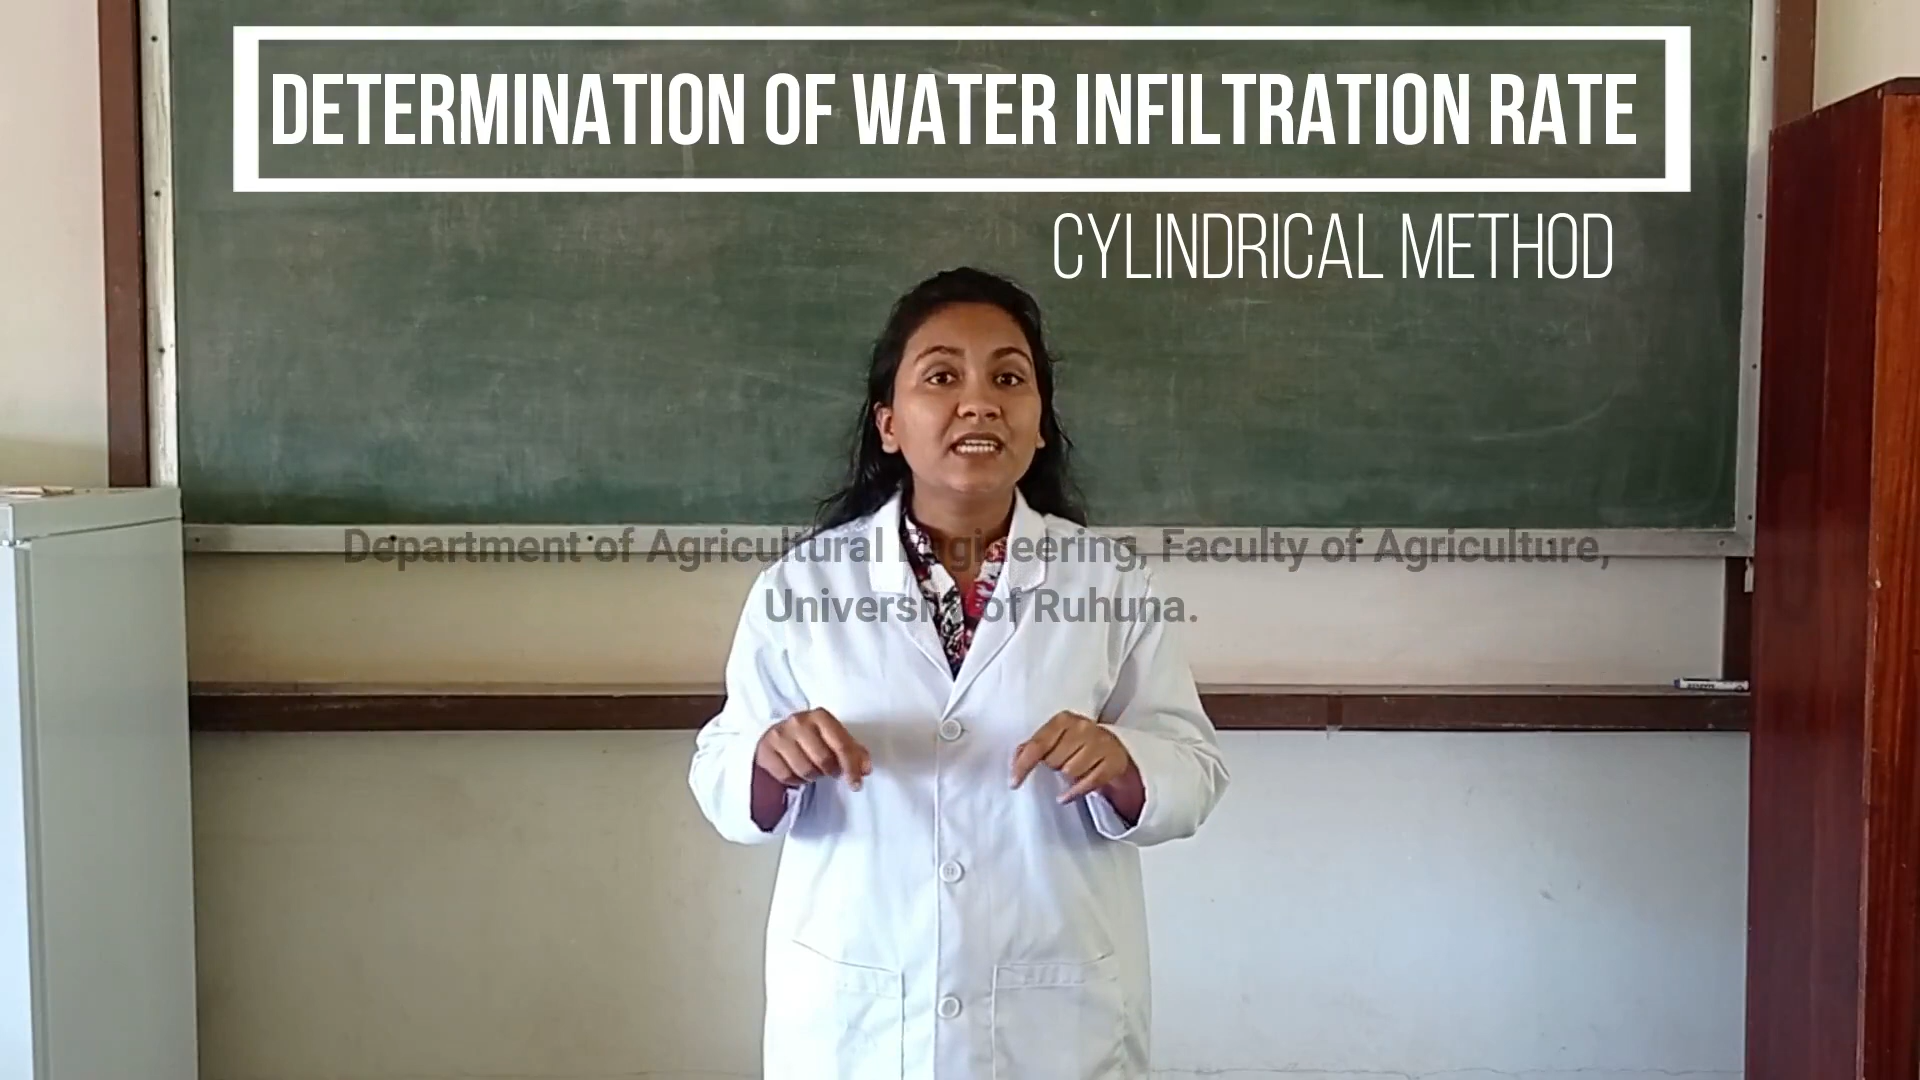 DETERMINATION OF WATER INFILTRATION RATE
CYLINDRICAL METHOD
Department of Agricultural Engineering, Faculty of Agriculture,
University of Ruhuna.